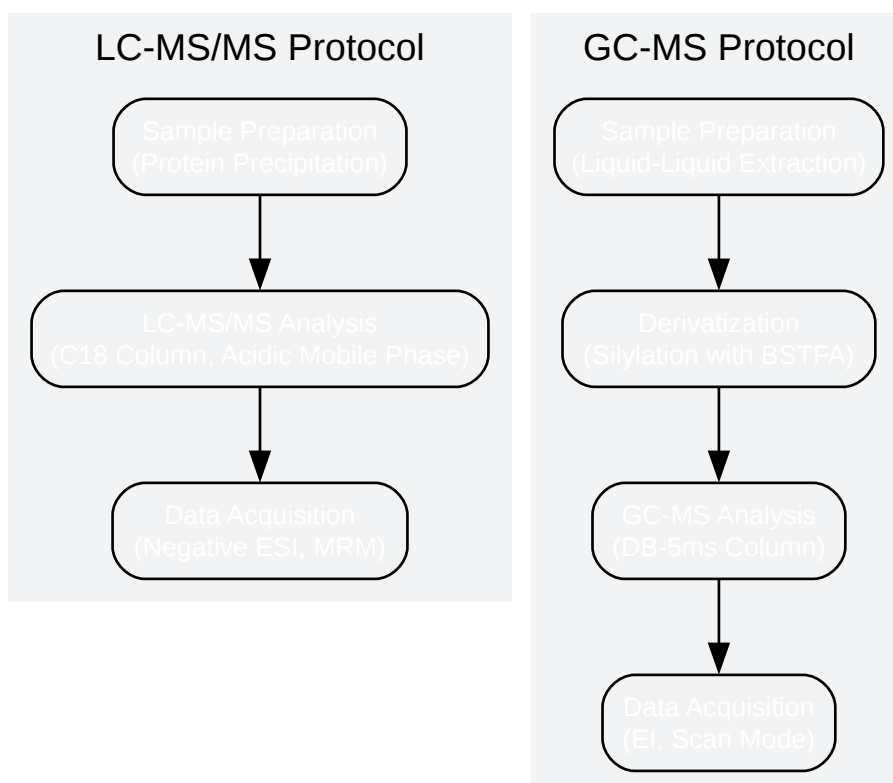 LC-MS/MS Protocol
Sample Preparation
(Protein Precipitation)
LC-MS/MS Analysis
(C18 Column, Acidic Mobile Phase)
Data Acquisition
(Negative ESI, MRM)
GC-MS Protocol
Sample Preparation
(Liquid-Liquid Extraction)
Derivatization
(Silylation with BSTFA)
GC-MS Analysis
(DB-5ms Column)
Data Acquisition
(EI, Scan Mode)